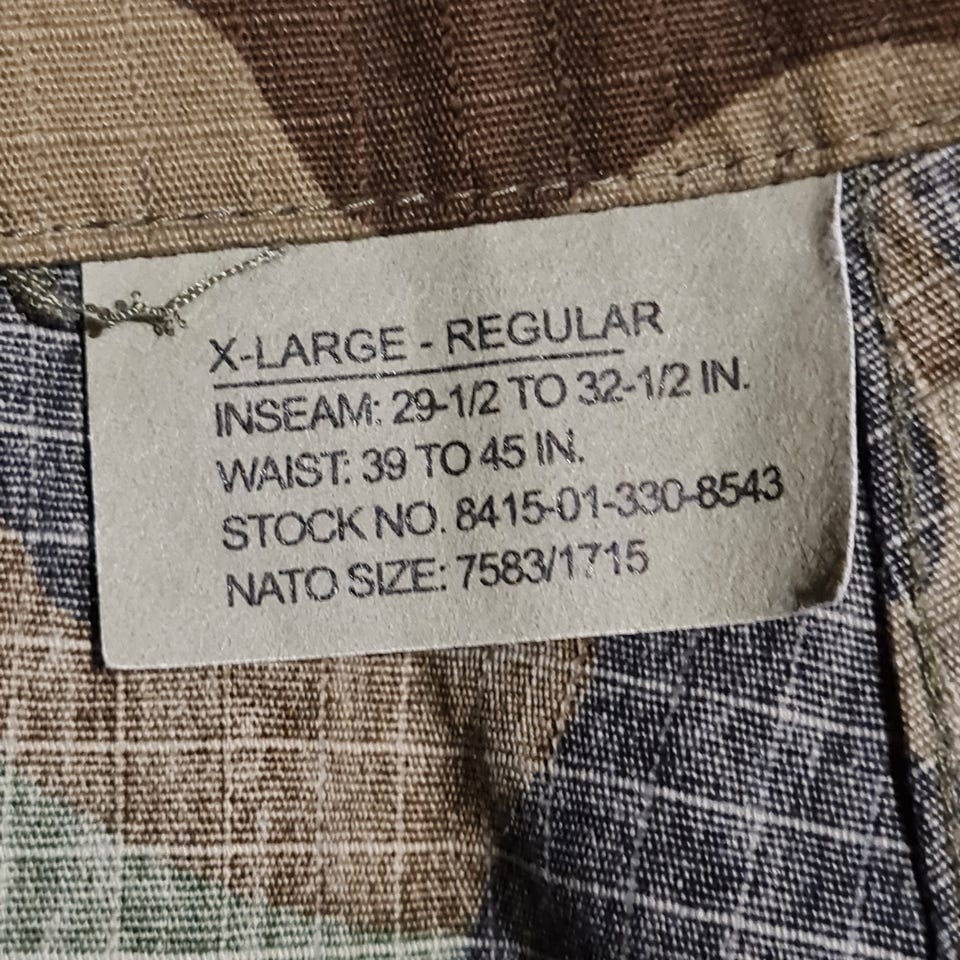 X-LARGE - REGULAR
INSEAM: 29-1/2 TO 32-1/2 IN.
WAIST: 39 TO 45 IN.
STOCK NO. 8415-01-330-8543
NATO SIZE: 7583/1715